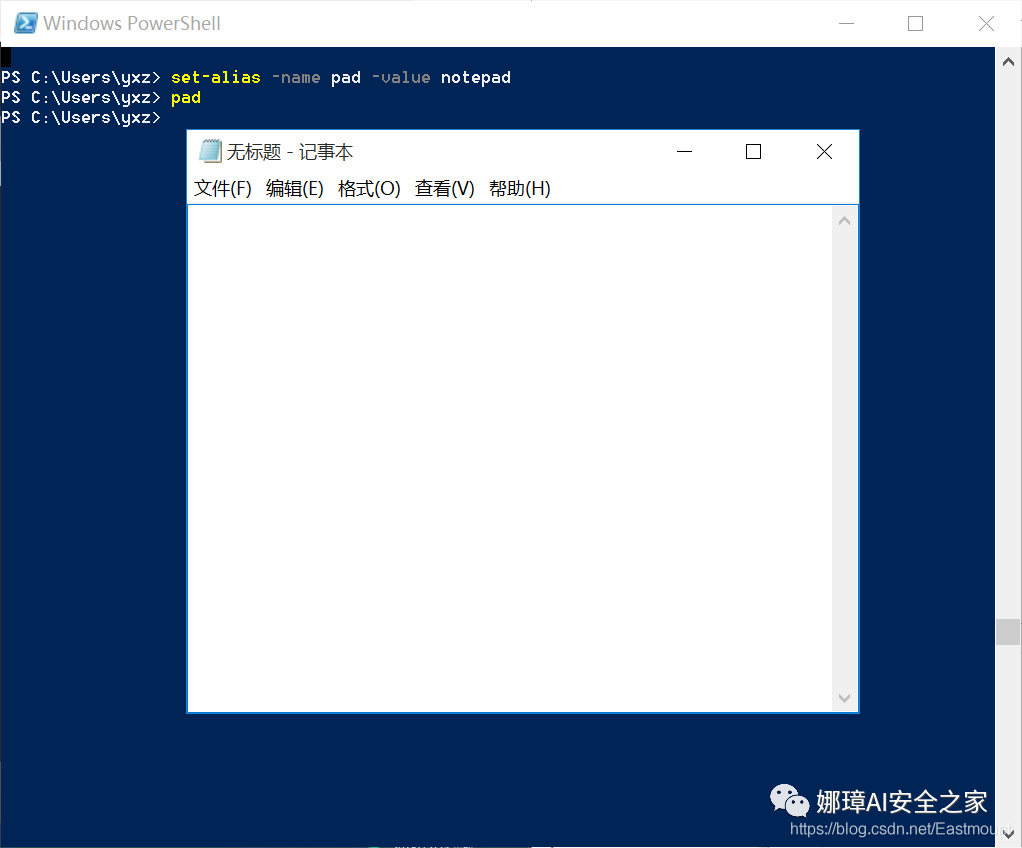 Windows PowerShell
PS C:\Users\yxz> set-alias -name pad -value notepad
PS C:\Users\yxz> pad
PS C:\Users\yxz>
无标题 - 记事本
文件(F) 编辑(E) 格式(O) 查看(V) 帮助(H)
娜璋AI安全之家
https://blog.csdn.net/Eastmount